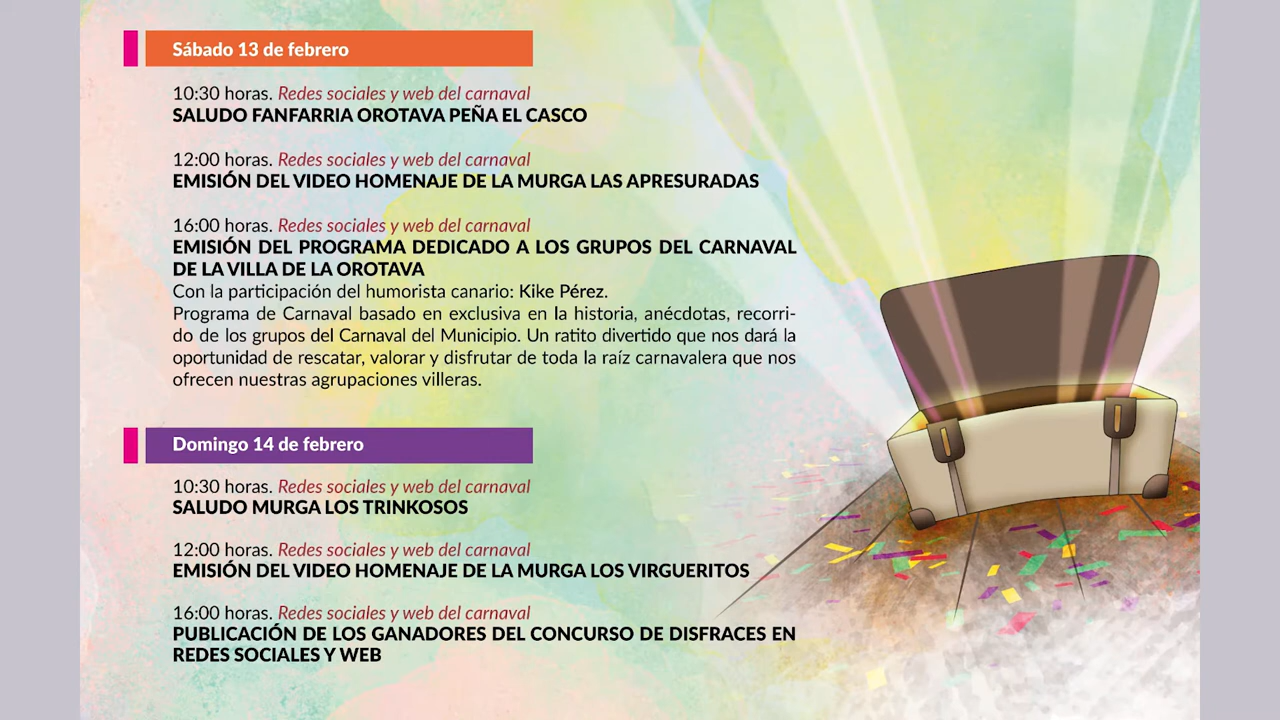 Sábado 13 de febrero
10:30 horas. Redes sociales y web del carnaval
SALUDO FANFARRIA OROTAVA PEÑA EL CASCO
12:00 horas. Redes sociales y web del carnaval
EMISIÓN DEL VIDEO HOMENAJE DE LA MURGA LAS APRESURADAS
16:00 horas. Redes sociales y web del carnaval
EMISIÓN DEL PROGRAMA DEDICADO A LOS GRUPOS DEL CARNAVAL
DE LA VILLA DE LA OROTAVA
Con la participación del humorista canario: Kike Pérez.
Programa de Carnaval basado en exclusiva en la historia, anécdotas, recorri-
do de los grupos del Carnaval del Municipio. Un ratito divertido que nos dará la
oportunidad de rescatar, valorar y disfrutar de toda la raíz carnavalera que nos
ofrecen nuestras agrupaciones villeras.
Domingo 14 de febrero
10:30 horas. Redes sociales y web del carnaval
SALUDO MURGA LOS TRINKOSOS
12:00 horas. Redes sociales y web del carnaval
EMISIÓN DEL VIDEO HOMENAJE DE LA MURGA LOS VIRGUERITOS
16:00 horas. Redes sociales y web del carnaval
PUBLICACIÓN DE LOS GANADORES DEL CONCURSO DE DISFRACES EN
REDES SOCIALES Y WEB